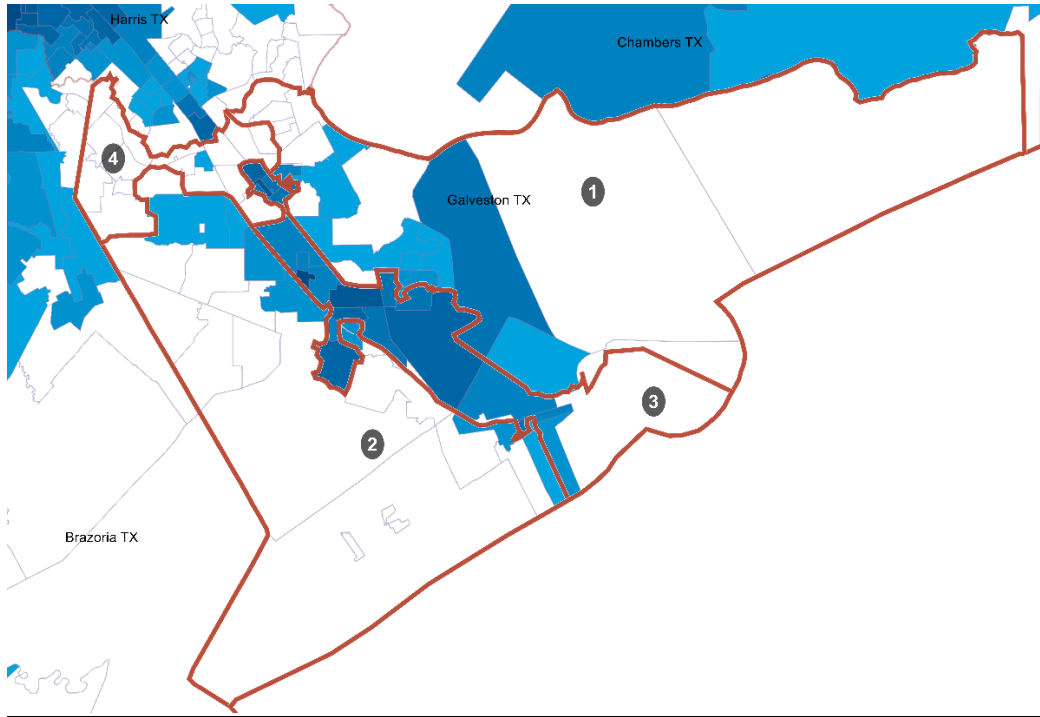 Harris TX
Chambers TX
4
1
Galveston TX
3
2
Brazoria TX